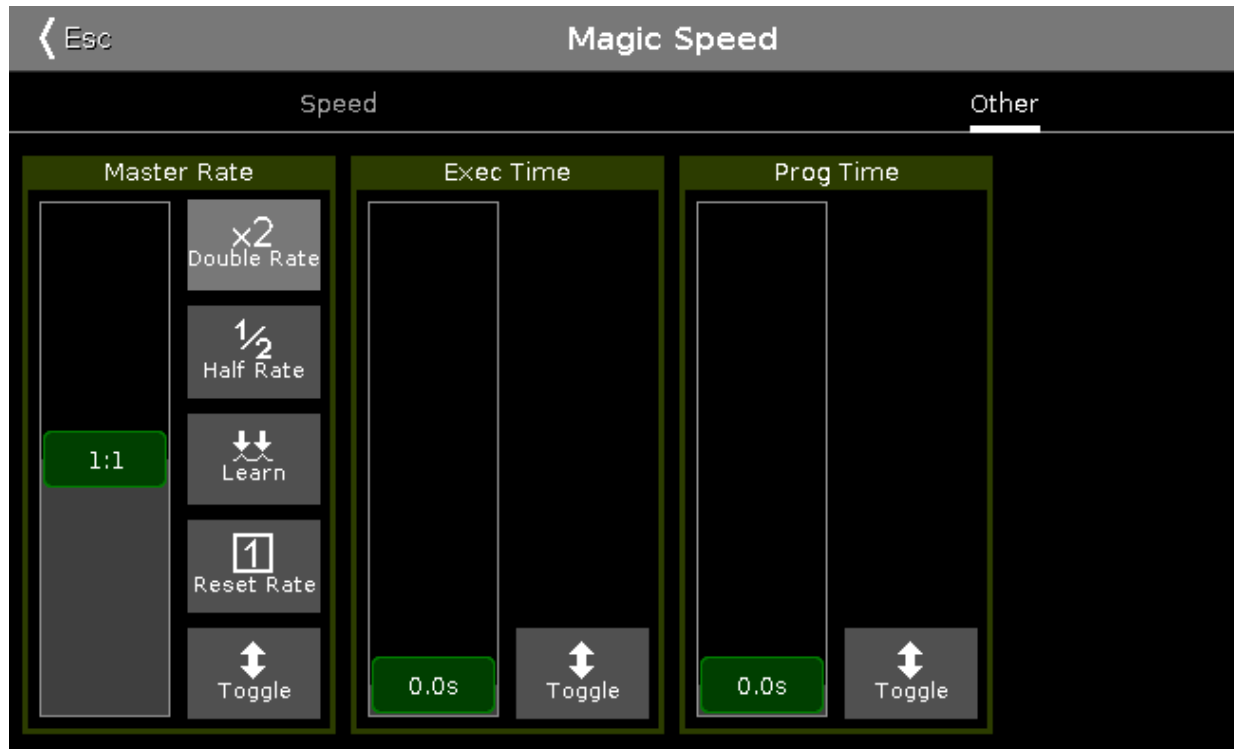 Esc
Magic Speed
Speed
Other
Master Rate
1:1
x2
Double Rate
½
Half Rate
Learn
1
Reset Rate
Toggle
Exec Time
0.0s
Toggle
Prog Time
0.0s
Toggle